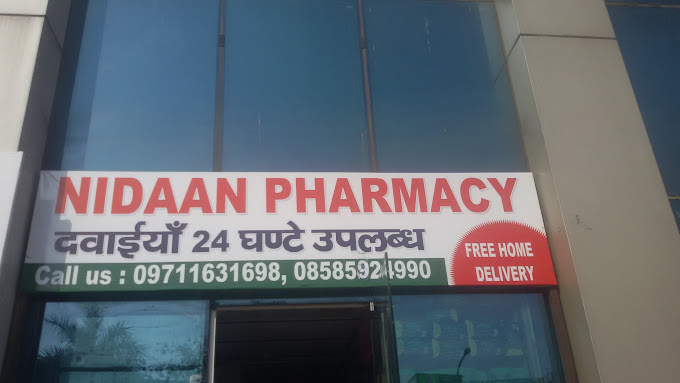 NIDAAN PHARMACY
दवाईयाँ 24 घण्टे उपलब्ध
Call us : 09711631698, 08585924990
FREE HOME
DELIVERY